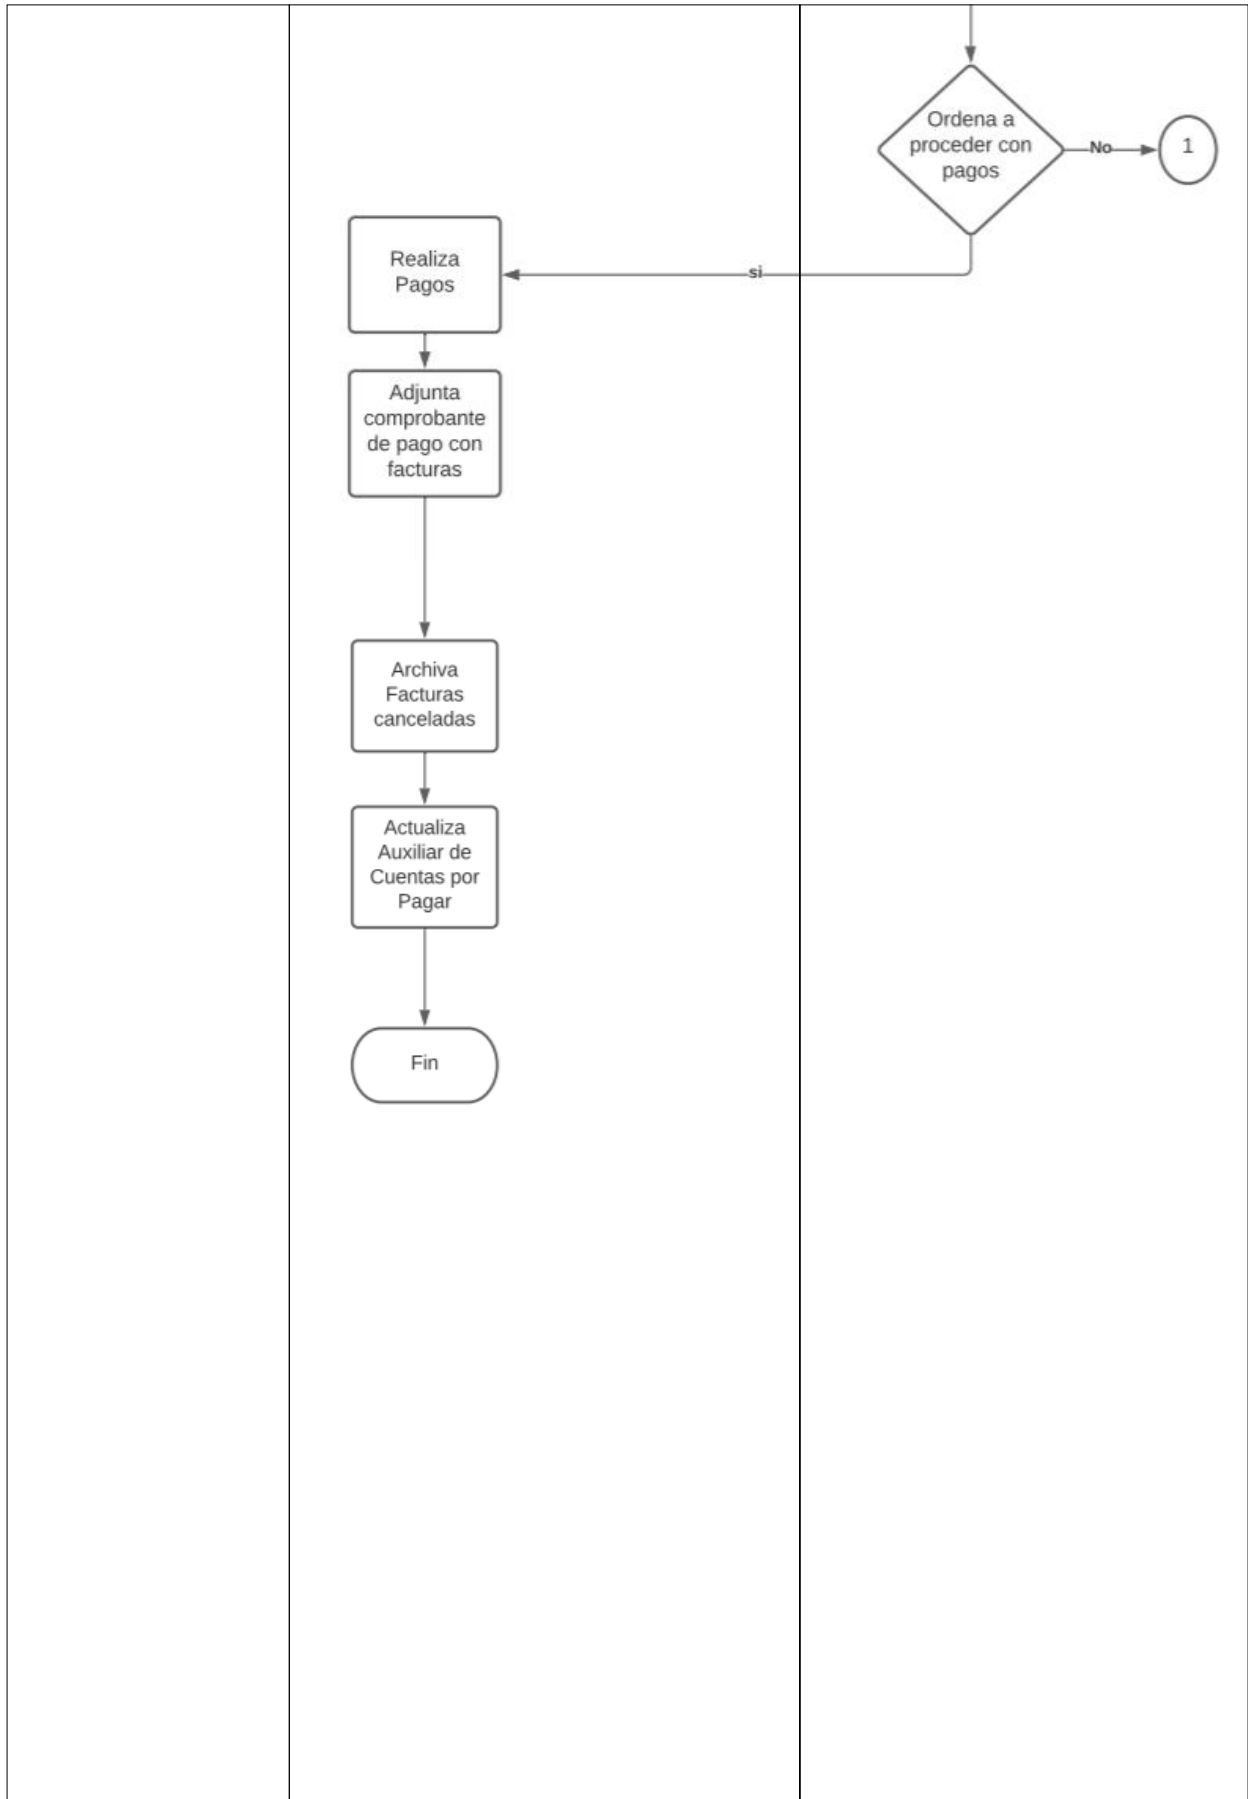 Ordena a
proceder con
pagos
No
1
si
Realiza
Pagos
Adjunta
comprobante
de pago con
facturas
Archiva
Facturas
canceladas
Actualiza
Auxiliar de
Cuentas por
Pagar
Fin